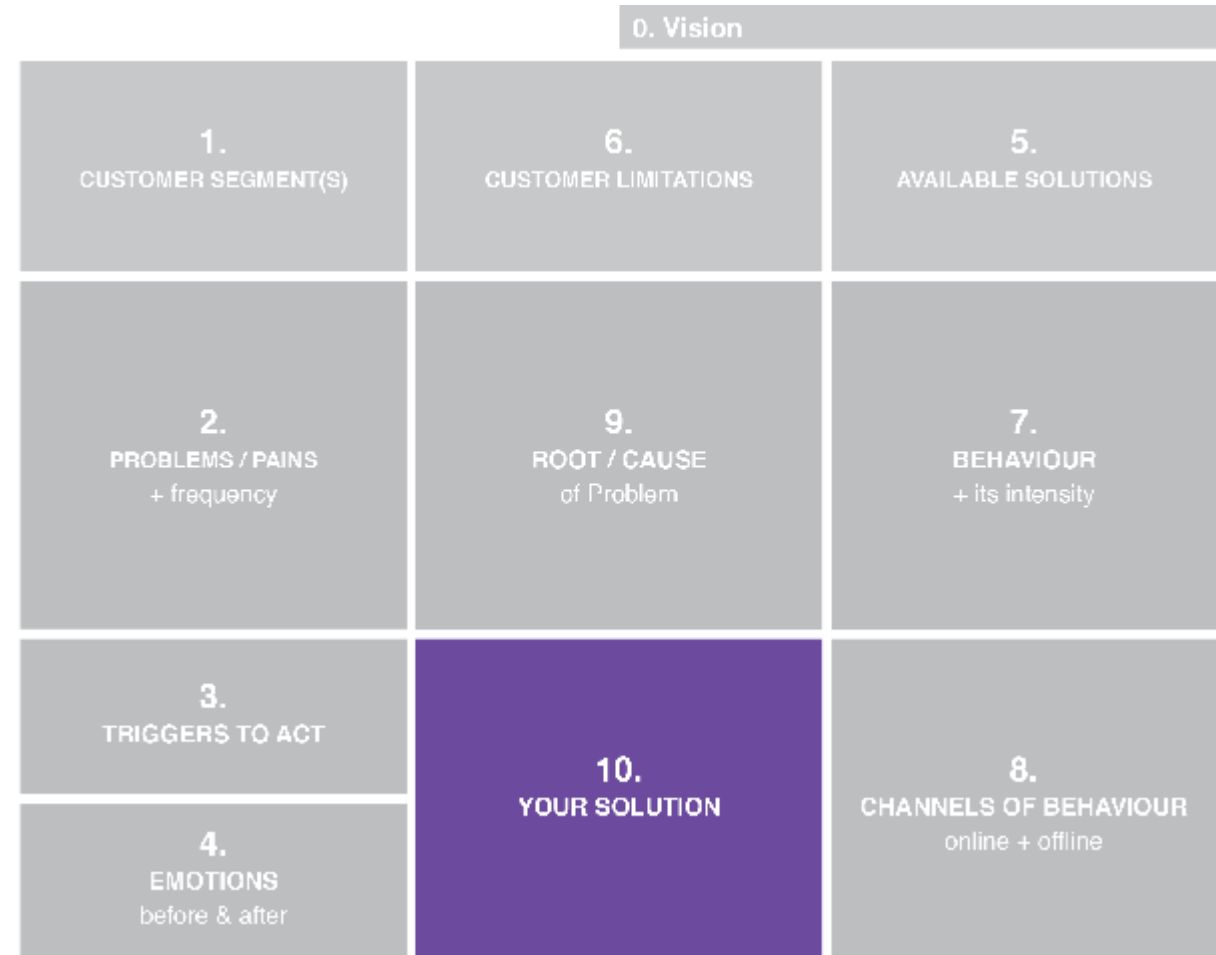 0. Vision
1.
CUSTOMER SEGMENT(S)
6.
CUSTOMER LIMITATIONS
5.
AVAILABLE SOLUTIONS
2.
PROBLEMS / PAINS
+ frequency
9.
ROOT / CAUSE
of Problem
7.
BEHAVIOUR
+ its intensity
3.
TRIGGERS TO ACT
4.
EMOTIONS
before & after
10.
YOUR SOLUTION
8.
CHANNELS OF BEHAVIOUR
online + offline